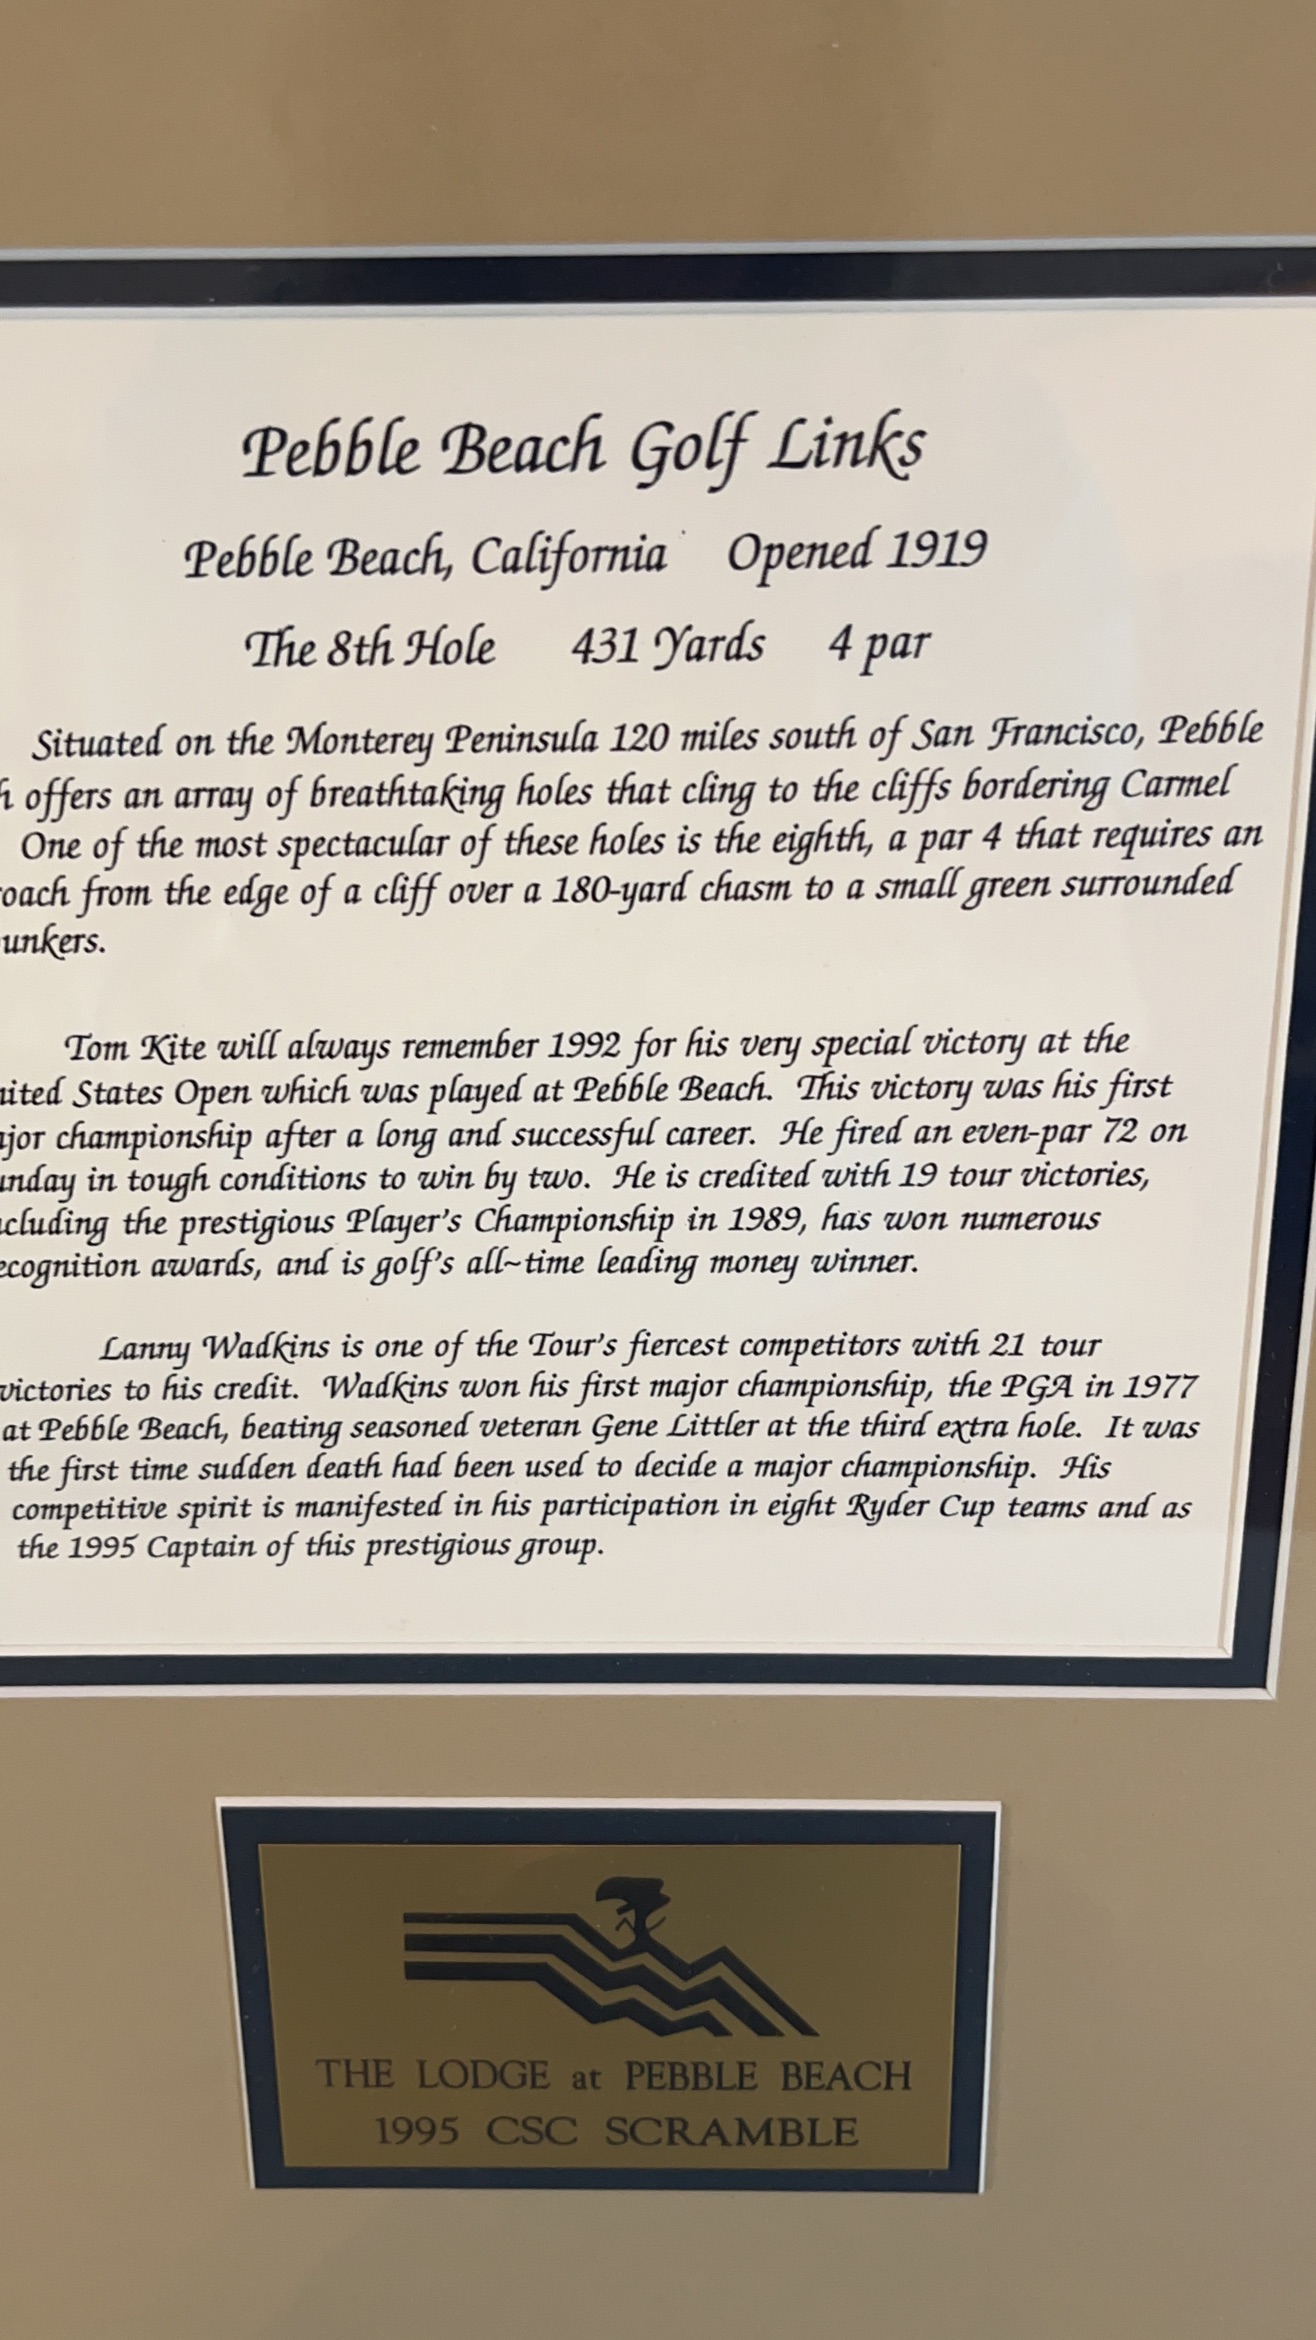 Pebble Beach Golf Links
Pebble Beach, California Opened 1919
The 8th Hole 431 Yards 4 par
Situated on the Monterey Peninsula 120 miles south of San Francisco, Pebble
h offers an array of breathtaking holes that cling to the cliffs bordering Carmel
One of the most spectacular of these holes is the eighth, a par 4 that requires an
oach from the edge of a cliff over a 180-yard chasm to a small green surrounded
unkers.
Tom Kite will always remember 1992 for his very special victory at the
ited States Open which was played at Pebble Beach. This victory was his first
jor championship after a long and successful career. He fired an even-par 72 on
nday in tough conditions to win by two. He is credited with 19 tour victories,
cluding the prestigious Player's Championship in 1989, has won numerous
ecognition awards, and is golf's all~time leading money winner.
Lanny Wadkins is one of the Tour's fiercest competitors with 21 tour
victories to his credit. Wadkins won his first major championship, the PGA in 1977
at Pebble Beach, beating seasoned veteran Gene Littler at the third extra hole. It was
the first time sudden death had been used to decide a major championship. His
competitive spirit is manifested in his participation in eight Ryder Cup teams and as
the 1995 Captain of this prestigious group.
THE LODGE at PEBBLE BEACH
1995 CSC SCRAMBLE